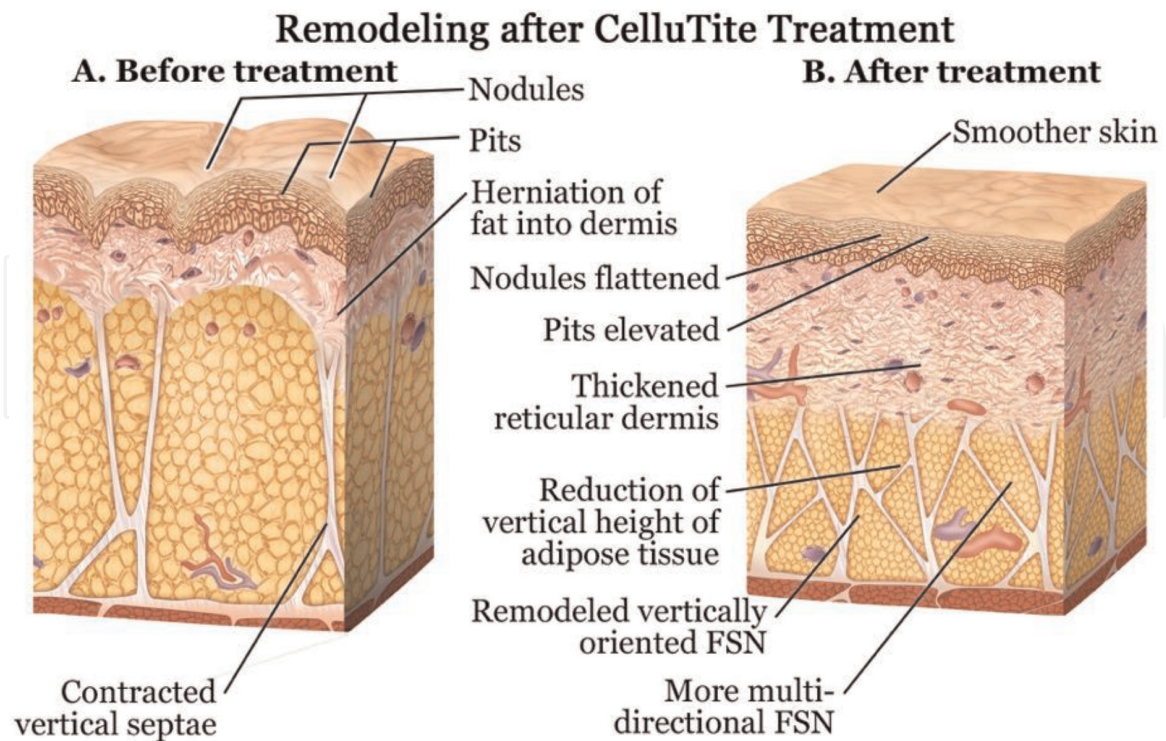 Remodeling after CelluTite Treatment
A. Before treatment
B. After treatment
Nodules
Pits
Herniation of
fat into dermis
Contracted
vertical septae
Smoother skin
Nodules flattened
Pits elevated
Thickened
reticular dermis
Reduction of
vertical height of
adipose tissue
Remodeled vertically
oriented FSN
More multi-
directional FSN